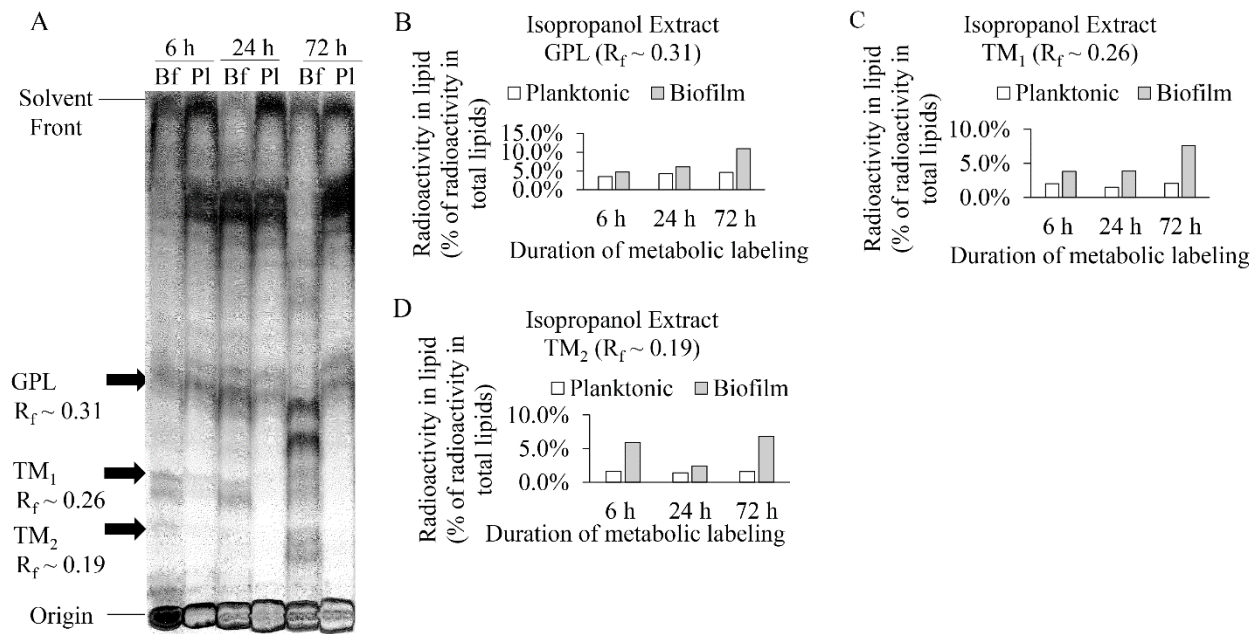 A
6 h 24 h 72 h
Bf Pl Bf Pl Bf Pl
Solvent
Front
GPL
Rf ~ 0.31
TM1
Rf ~ 0.26
TM2
Rf ~ 0.19
Origin
B
Isopropanol Extract
GPL (Rf ~ 0.31)
Radioactivity in lipid
(% of radioactivity in
total lipids)
Planktonic Biofilm
15.0%
10.0%
5.0%
0.0%
6 h 24 h 72 h
Duration of metabolic labeling
C
Isopropanol Extract
TM1 (Rf ~ 0.26)
Radioactivity in lipid
(% of radioactivity in
total lipids)
Planktonic Biofilm
10.0%
5.0%
0.0%
6 h 24 h 72 h
Duration of metabolic labeling
D
Isopropanol Extract
TM2 (Rf ~ 0.19)
Radioactivity in lipid
(% of radioactivity in
total lipids)
Planktonic Biofilm
10.0%
5.0%
0.0%
6 h 24 h 72 h
Duration of metabolic labeling